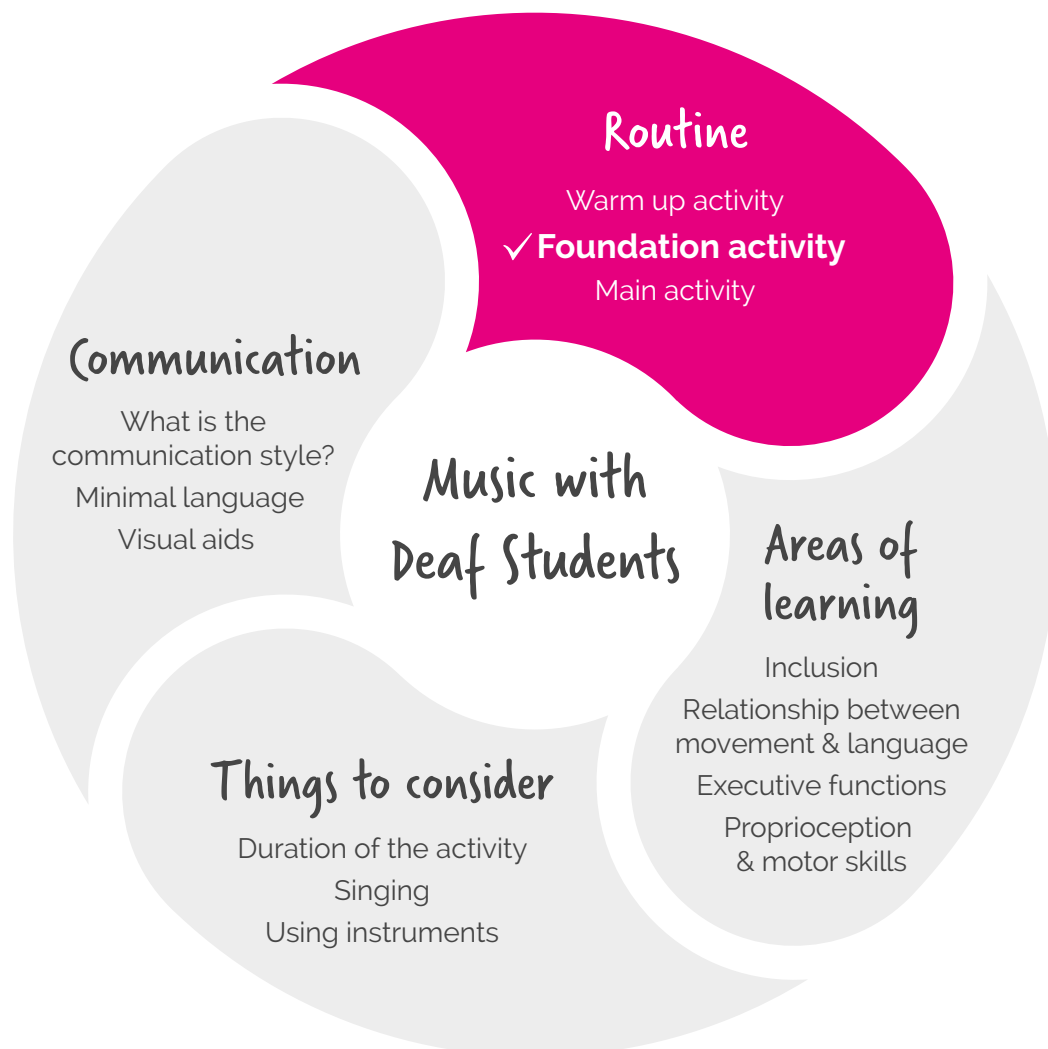 Routine
Warm up activity
✓ Foundation activity
Main activity
Communication
What is the
communication style?
Minimal language
Visual aids
Music with
Deaf Students
Areas of
learning
Inclusion
Relationship between
movement & language
Executive functions
Proprioception
& motor skills
Things to consider
Duration of the activity
Singing
Using instruments